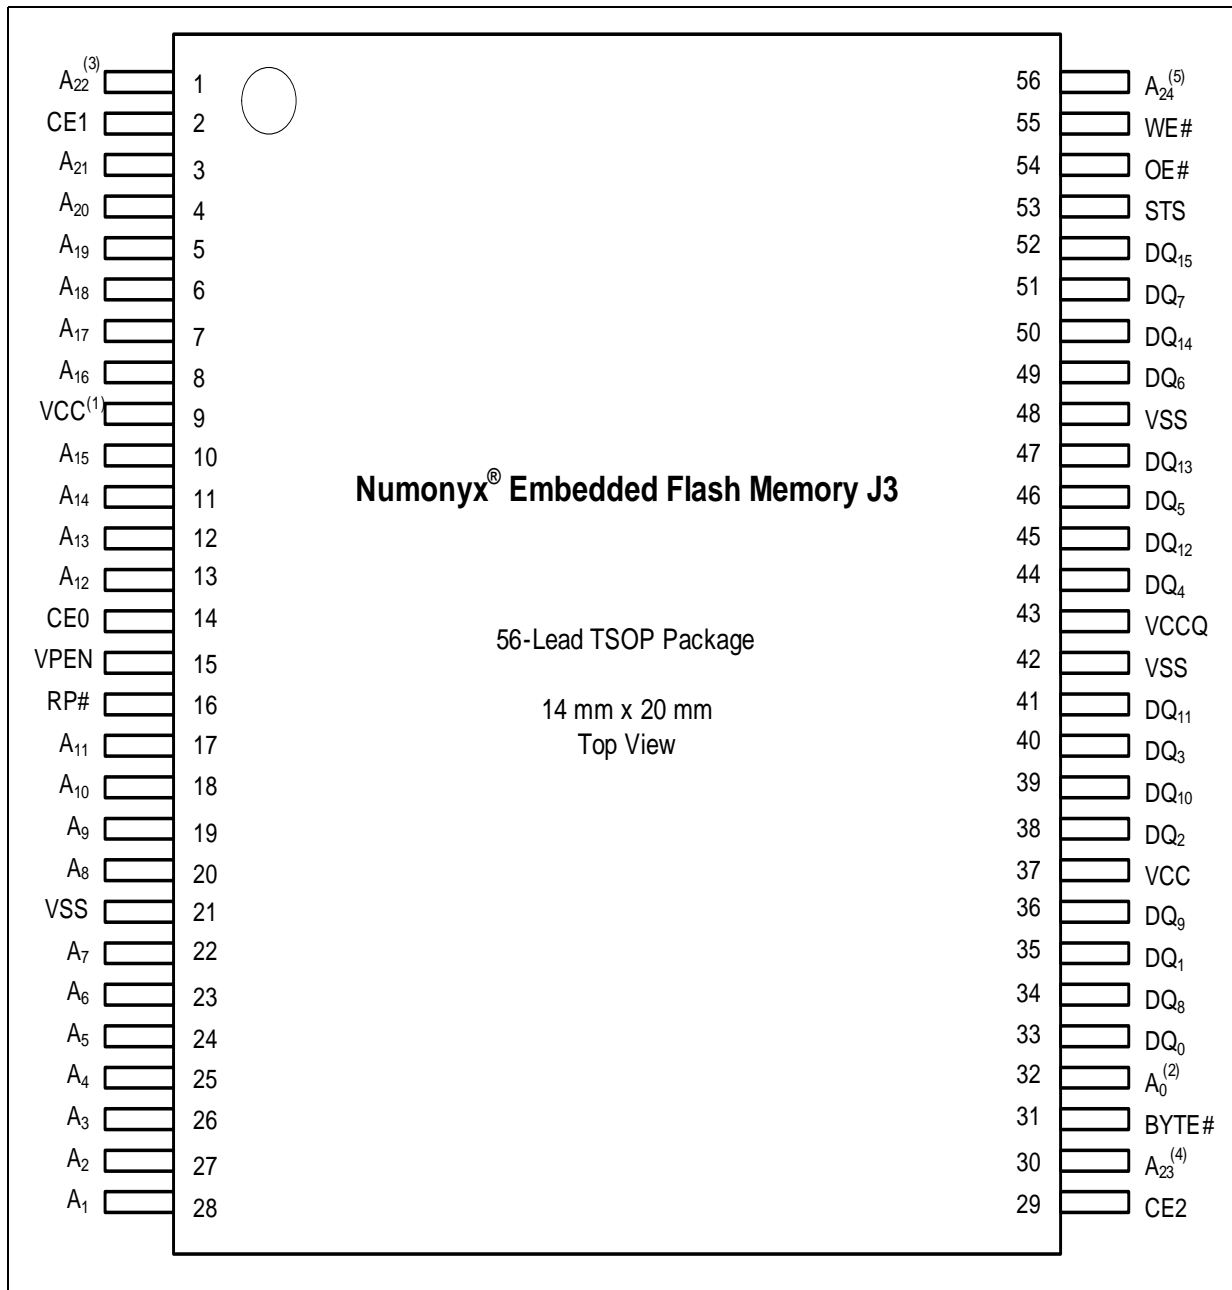 A22(3) 1 56 A24(5)
CE1 2 55 WE#
A21 3 54 OE#
A20 4 53 STS
A19 5 52 DQ15
A18 6 51 DQ7
A17 7 50 DQ14
A16 8 49 DQ6
VCC(1) 9 48 VSS
A15 10 47 DQ13
A14 11 46 DQ5
A13 12 45 DQ12
A12 13 44 DQ4
CE0 14 43 VCCQ
VPEN 15 42 VSS
RP# 16 41 DQ11
A11 17 40 DQ3
A10 18 39 DQ10
A9 19 38 DQ2
A8 20 37 VCC
VSS 21 36 DQ9
A7 22 35 DQ1
A6 23 34 DQ8
A5 24 33 DQ0
A4 25 32 A0(2)
A3 26 31 BYTE#
A2 27 30 A23(4)
A1 28 29 CE2
Numonyx® Embedded Flash Memory J3
56-Lead TSOP Package
14 mm x 20 mm
Top View